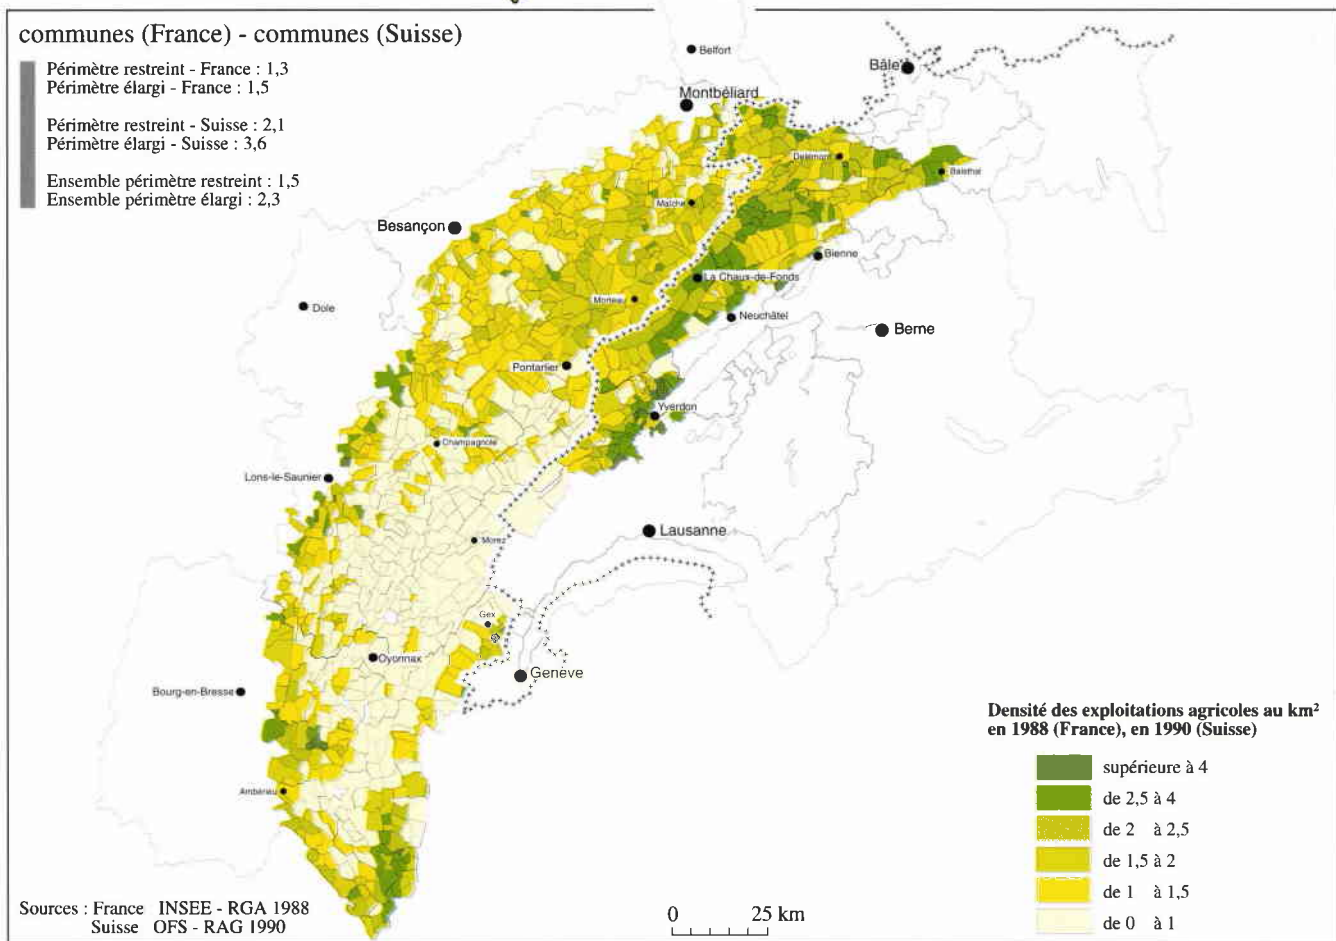 communes (France) - communes (Suisse)
Périmètre restreint - France : 1,3
Périmètre élargi - France : 1,5
Périmètre restreint - Suisse : 2,1
Périmètre élargi - Suisse : 3,6
Ensemble périmètre restreint : 1,5
Ensemble périmètre élargi : 2,3
Belfort
Bâle
Montbéliard
Delémont
Balsthal
Maîche
Besançon
Bienne
La Chaux-de-Fonds
Morteau
Dole
Neuchâtel
Berne
Pontarlier
Yverdon
Champagnole
Lons-le-Saunier
Lausanne
Morez
Gex
Oyonnax
Genève
Bourg-en-Bresse
Ambérieu
Densité des exploitations agricoles au km²
en 1988 (France), en 1990 (Suisse)
supérieure à 4
de 2,5 à 4
de 2 à 2,5
de 1,5 à 2
de 1 à 1,5
de 0 à 1
Sources : France INSEE - RGA 1988
Suisse OFS - RAG 1990
0 25 km